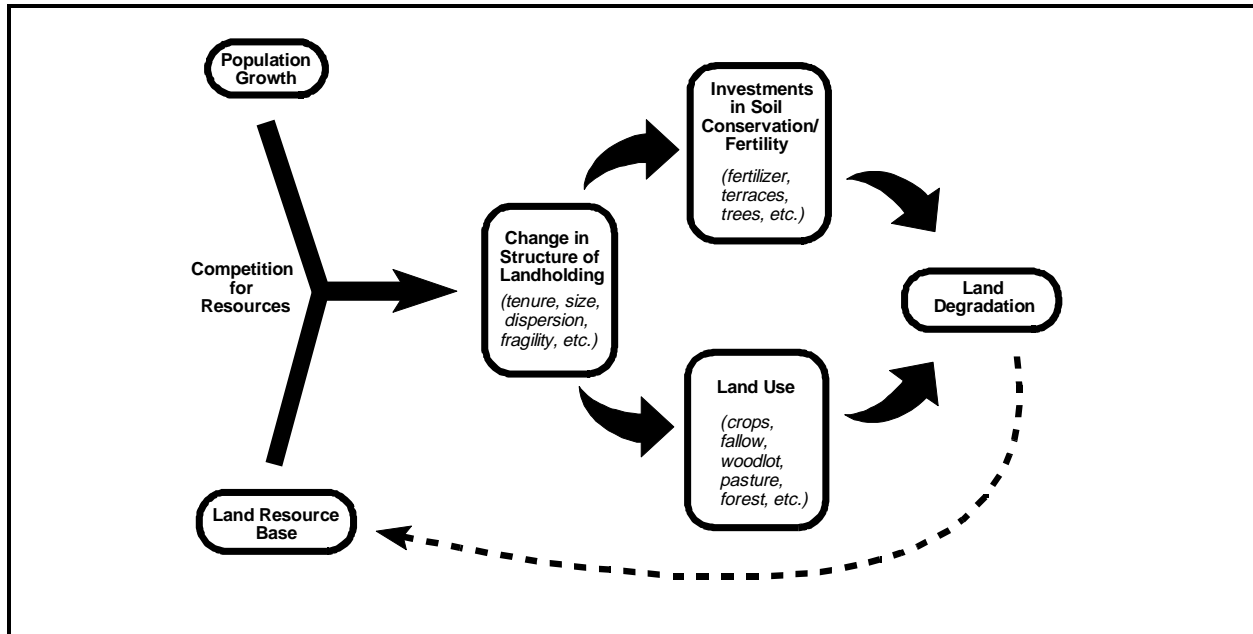 Population
Growth
Competition
for
Resources
Land Resource
Base
Change in
Structure of
Landholding
(tenure, size,
dispersion,
fragility, etc.)
Investments
in Soil
Conservation/
Fertility
(fertilizer,
terraces,
trees, etc.)
Land Use
(crops,
fallow,
woodlot,
pasture,
forest, etc.)
Land
Degradation